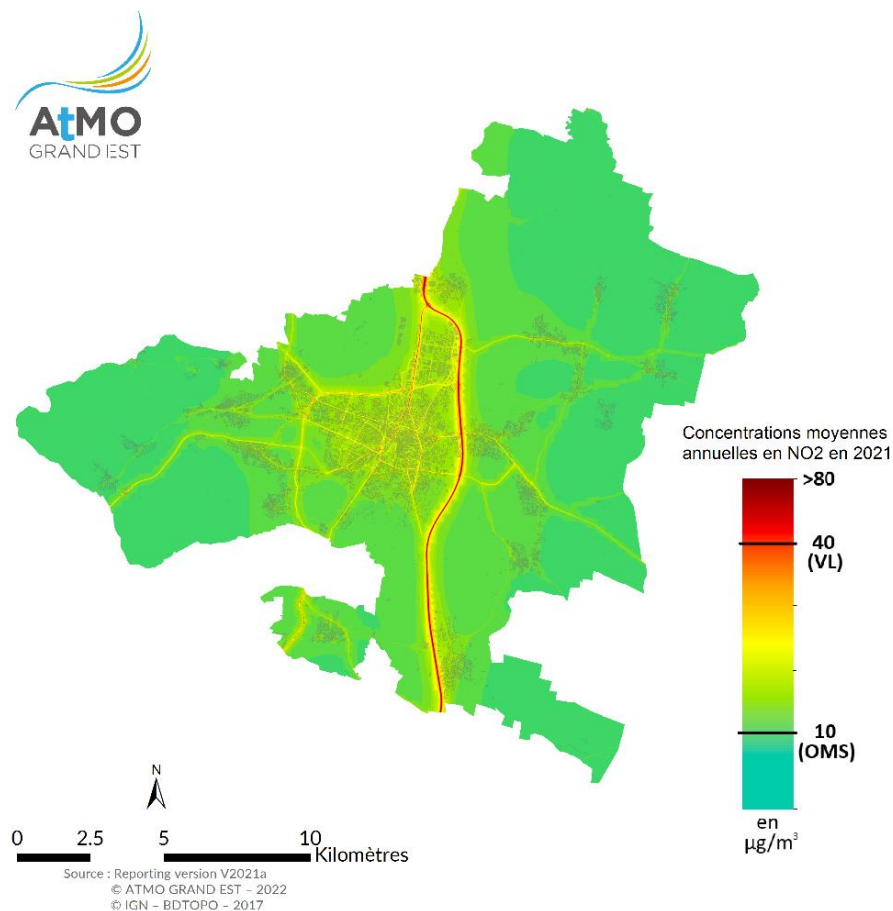 AtMO
GRAND EST
Concentrations moyennes
annuelles en NO2 en 2021
>80
40
(VL)
10
(OMS)
en
µg/m³
N
0 2.5 5 10
Kilomètres
Source : Reporting version V2021a
© ATMO GRAND EST – 2022
© IGN – BDTOPO – 2017